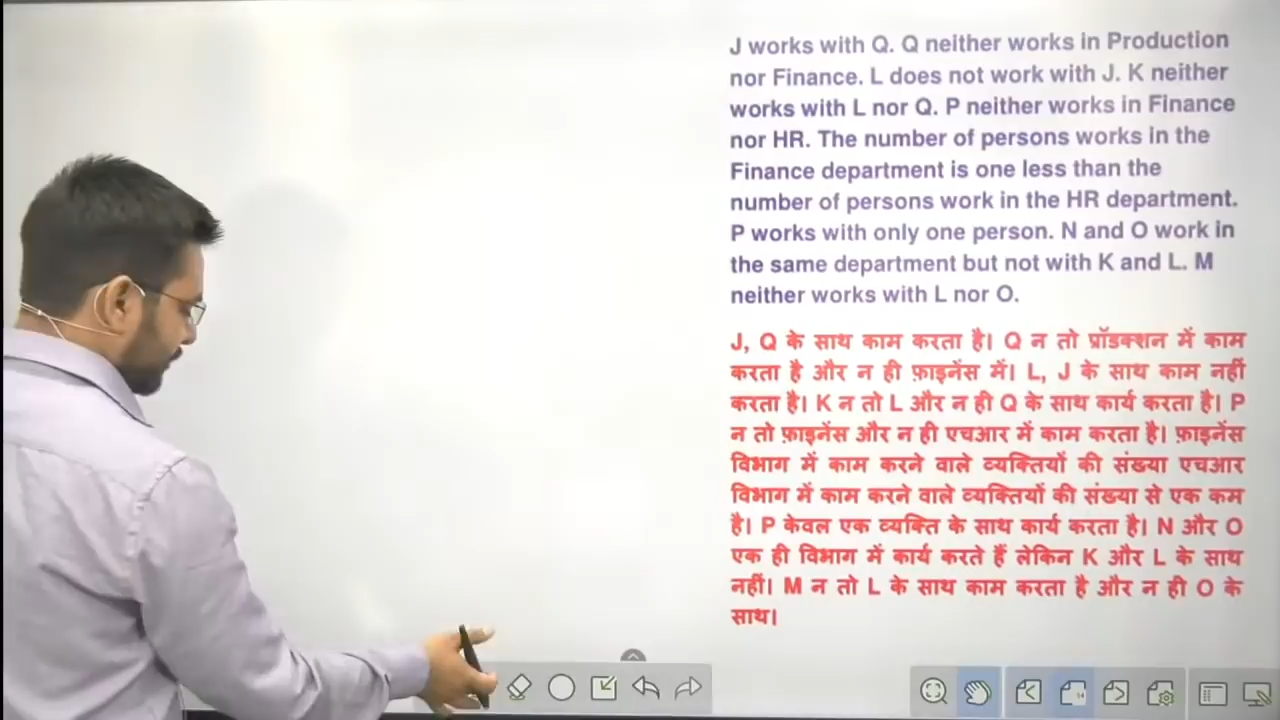 J works with Q. Q neither works in Production
nor Finance. L does not work with J. K neither
works with L nor Q. P neither works in Finance
nor HR. The number of persons works in the
Finance department is one less than the
number of persons work in the HR department.
P works with only one person. N and O work in
the same department but not with K and L. M
neither works with L nor O.
J, Q के साथ काम करता है। Q न तो प्रॉडक्शन में काम
करता है और न ही फ़ाइनेंस में। L, J के साथ काम नहीं
करता है। K न तो L और न ही Q के साथ कार्य करता है। P
न तो फ़ाइनेंस और न ही एचआर में काम करता है। फ़ाइनेंस
विभाग में काम करने वाले व्यक्तियों की संख्या एचआर
विभाग में काम करने वाले व्यक्तियों की संख्या से एक कम
है। P केवल एक व्यक्ति के साथ कार्य करता है। N और O
एक ही विभाग में कार्य करते हैं लेकिन K और L के साथ
नहीं। M न तो L के साथ काम करता है और न ही O के
साथ।